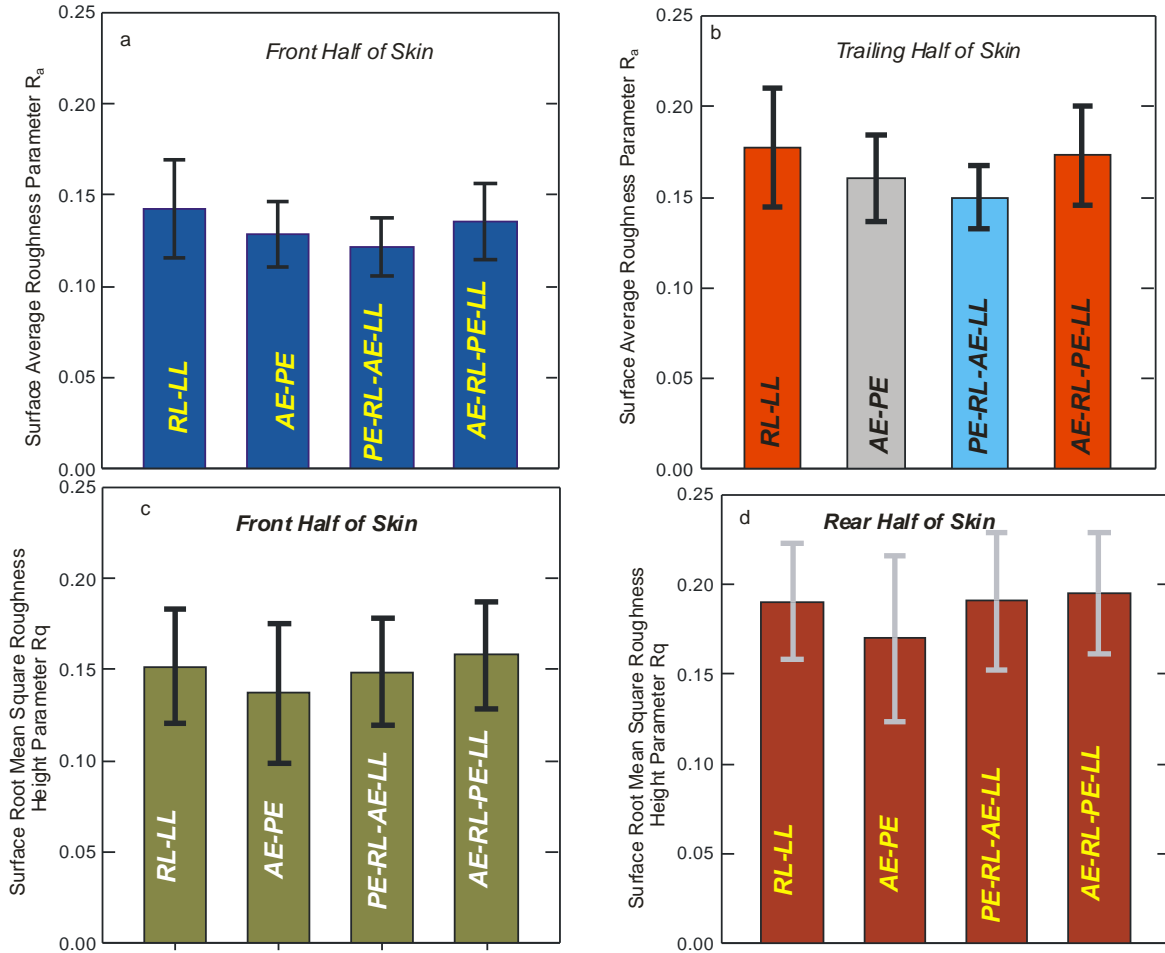 a
Front Half of Skin
Surface Average Roughness Parameter Ra
0.25
0.20
0.15
0.10
0.05
0.00
RL-LL
AE-PE
PE-RL-AE-LL
AE-RL-PE-LL
b
Trailing Half of Skin
Surface Average Roughness Parameter Ra
0.25
0.20
0.15
0.10
0.05
0.00
RL-LL
AE-PE
PE-RL-AE-LL
AE-RL-PE-LL
c
Front Half of Skin
Surface Root Mean Square Roughness
Height Parameter Rq
0.25
0.20
0.15
0.10
0.05
0.00
RL-LL
AE-PE
PE-RL-AE-LL
AE-RL-PE-LL
d
Rear Half of Skin
Surface Root Mean Square Roughness
Height Parameter Rq
0.25
0.20
0.15
0.10
0.05
0.00
RL-LL
AE-PE
PE-RL-AE-LL
AE-RL-PE-LL